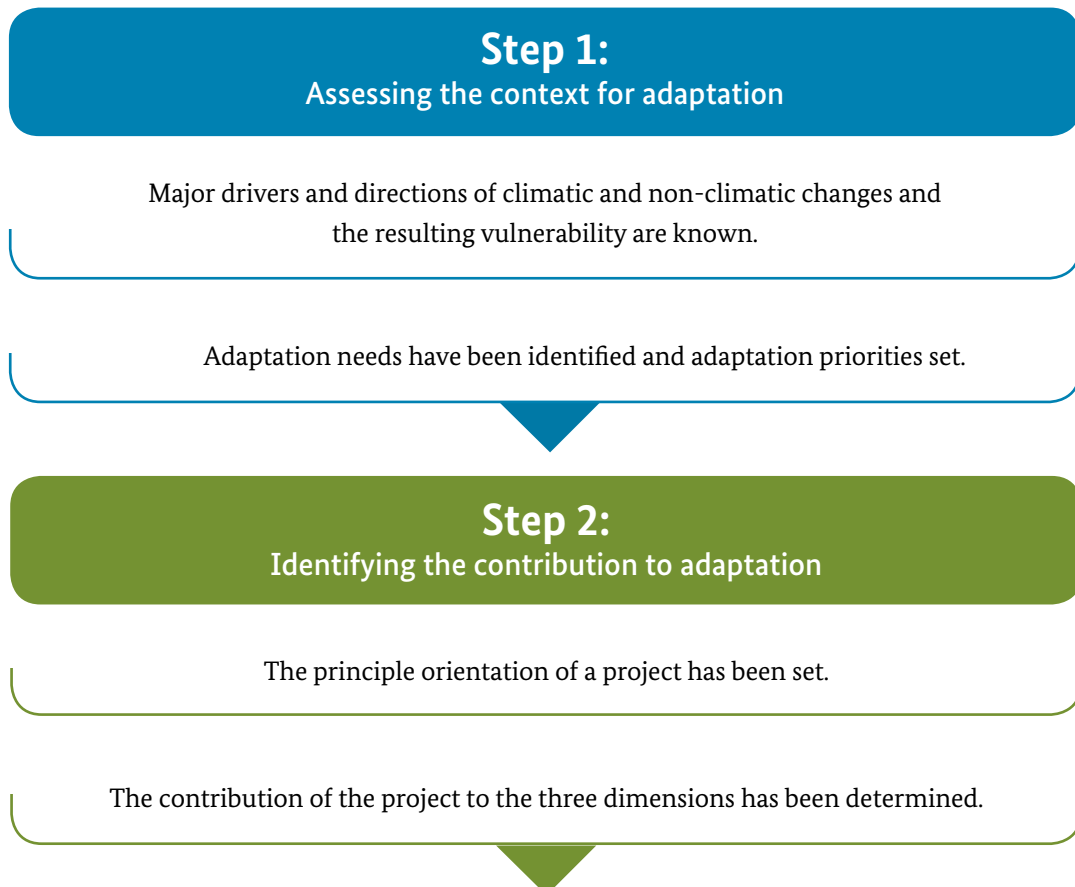 Step 1:
Assessing the context for adaptation
Major drivers and directions of climatic and non-climatic changes and
the resulting vulnerability are known.
Adaptation needs have been identified and adaptation priorities set.
Step 2:
Identifying the contribution to adaptation
The principle orientation of a project has been set.
The contribution of the project to the three dimensions has been determined.